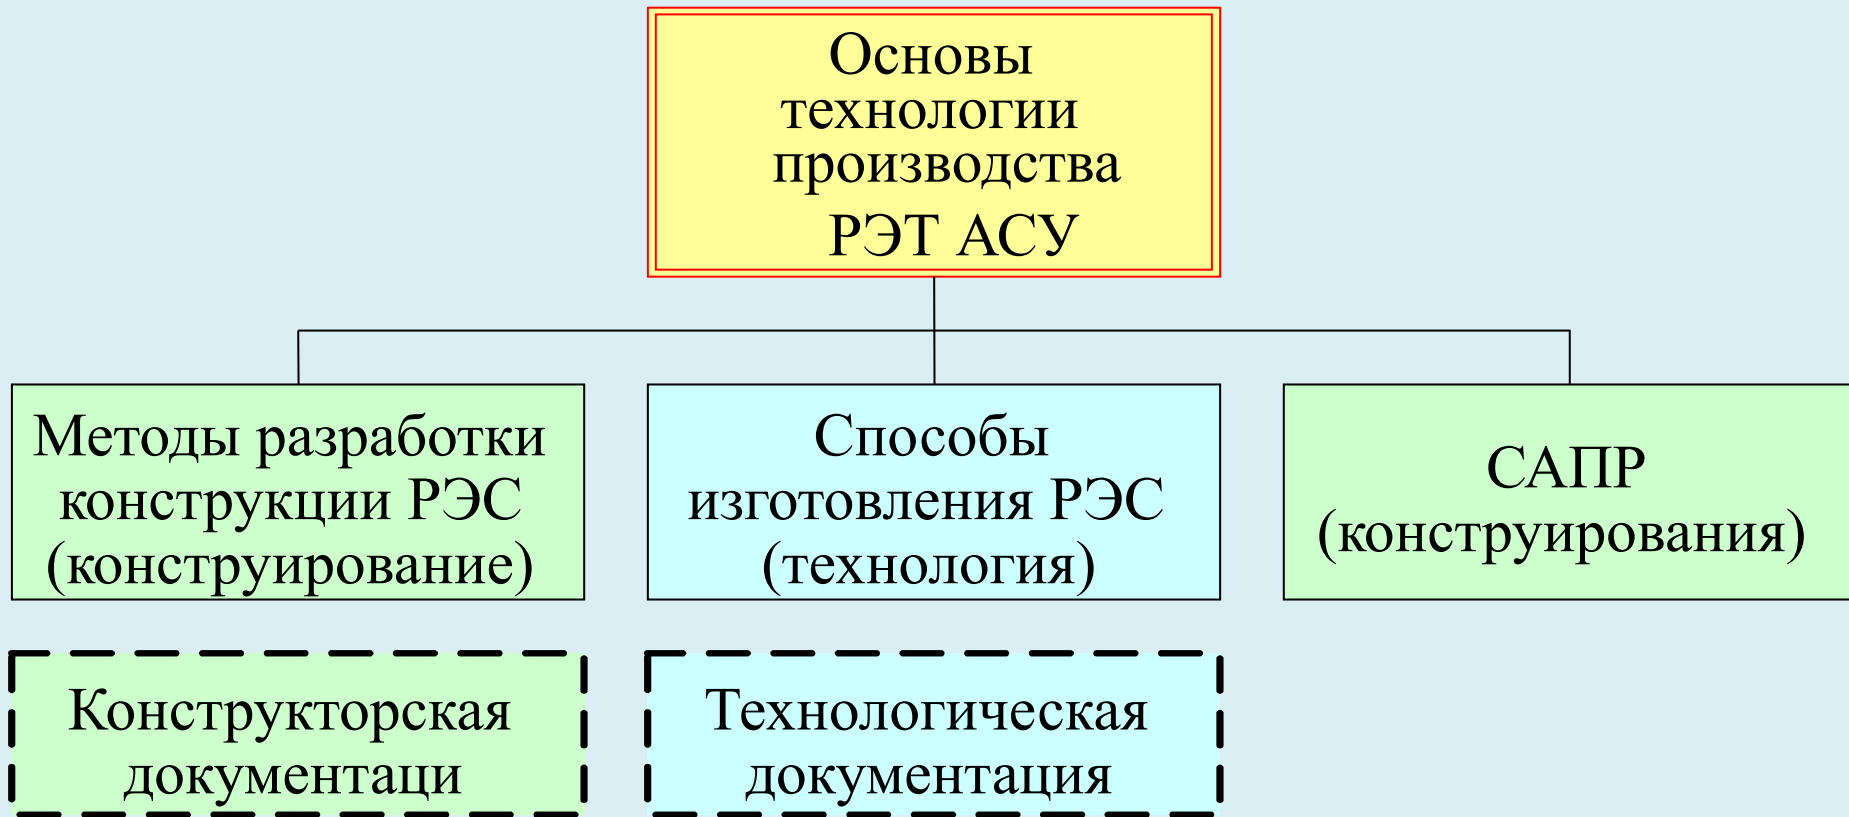 Основы
технологии
производства
РЭТ АСУ
Методы разработки
конструкции РЭС
(конструирование)
Способы
изготовления РЭС
(технология)
САПР
(конструирования)
Конструкторская
документаци
Технологическая
документация